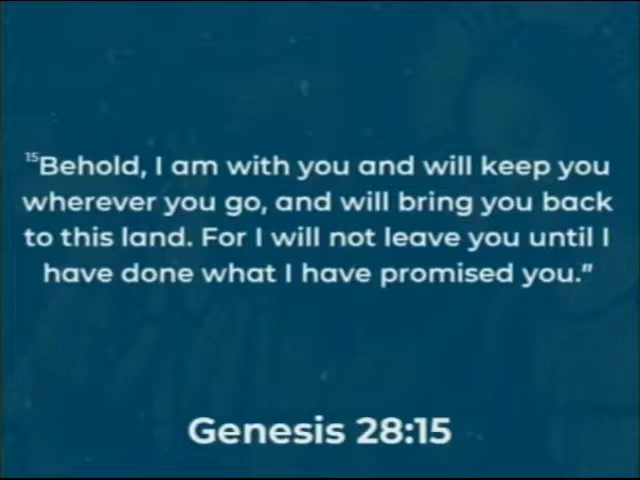 ¹⁵Behold, I am with you and will keep you
wherever you go, and will bring you back
to this land. For I will not leave you until I
have done what I have promised you.”
Genesis 28:15